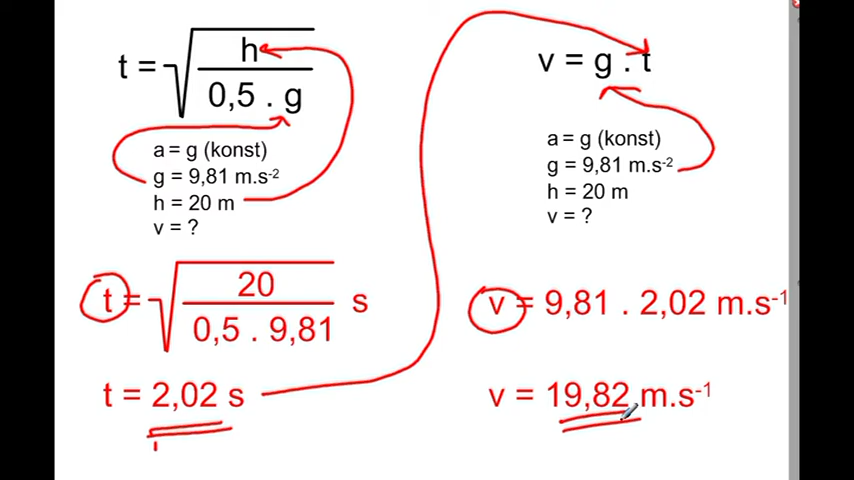 t = √(h / 0,5 . g)
a = g (konst)
g = 9,81 m.s⁻²
h = 20 m
v = ?
t = √(20 / 0,5 . 9,81) s
t = 2,02 s
v = g . t
a = g (konst)
g = 9,81 m.s⁻²
h = 20 m
v = ?
v = 9,81 . 2,02 m.s⁻¹
v = 19,82 m.s⁻¹